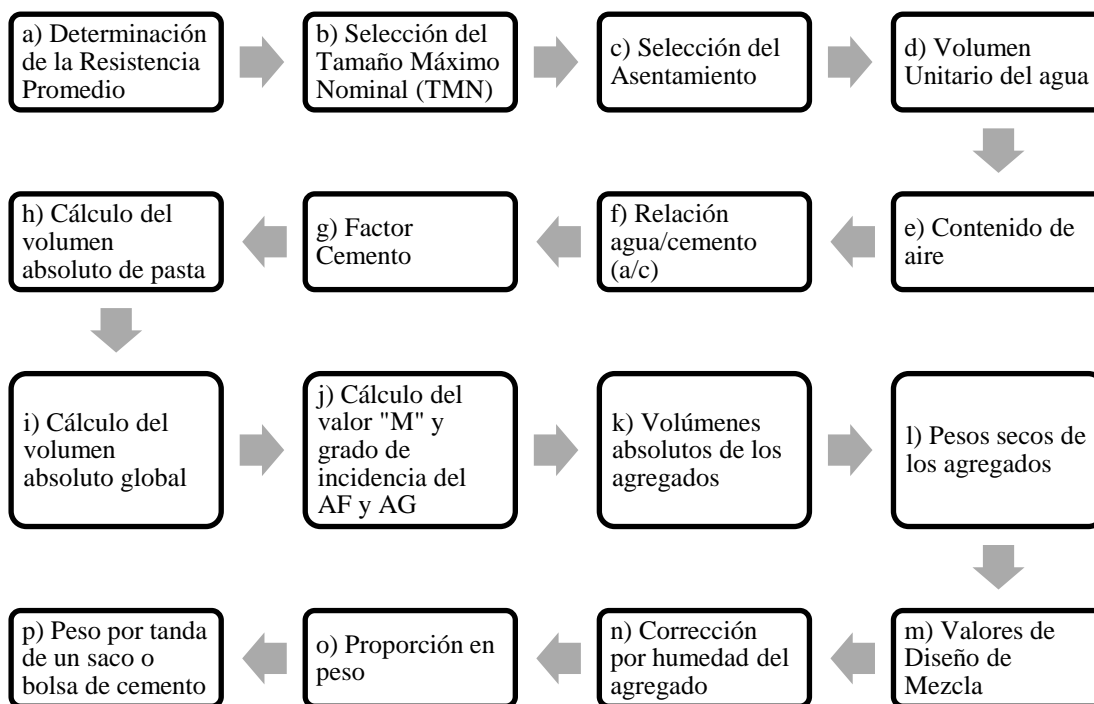 a) Determinación
de la Resistencia
Promedio
b) Selección del
Tamaño Máximo
Nominal (TMN)
c) Selección del
Asentamiento
d) Volumen
Unitario del agua
e) Contenido de
aire
f) Relación
agua/cemento
(a/c)
g) Factor
Cemento
h) Cálculo del
volumen
absoluto de pasta
i) Cálculo del
volumen
absoluto global
j) Cálculo del
valor "M" y
grado de
incidencia del
AF y AG
k) Volúmenes
absolutos de los
agregados
l) Pesos secos de
los agregados
m) Valores de
Diseño de
Mezcla
n) Corrección
por humedad del
agregado
o) Proporción en
peso
p) Peso por tanda
de un saco o
bolsa de cemento